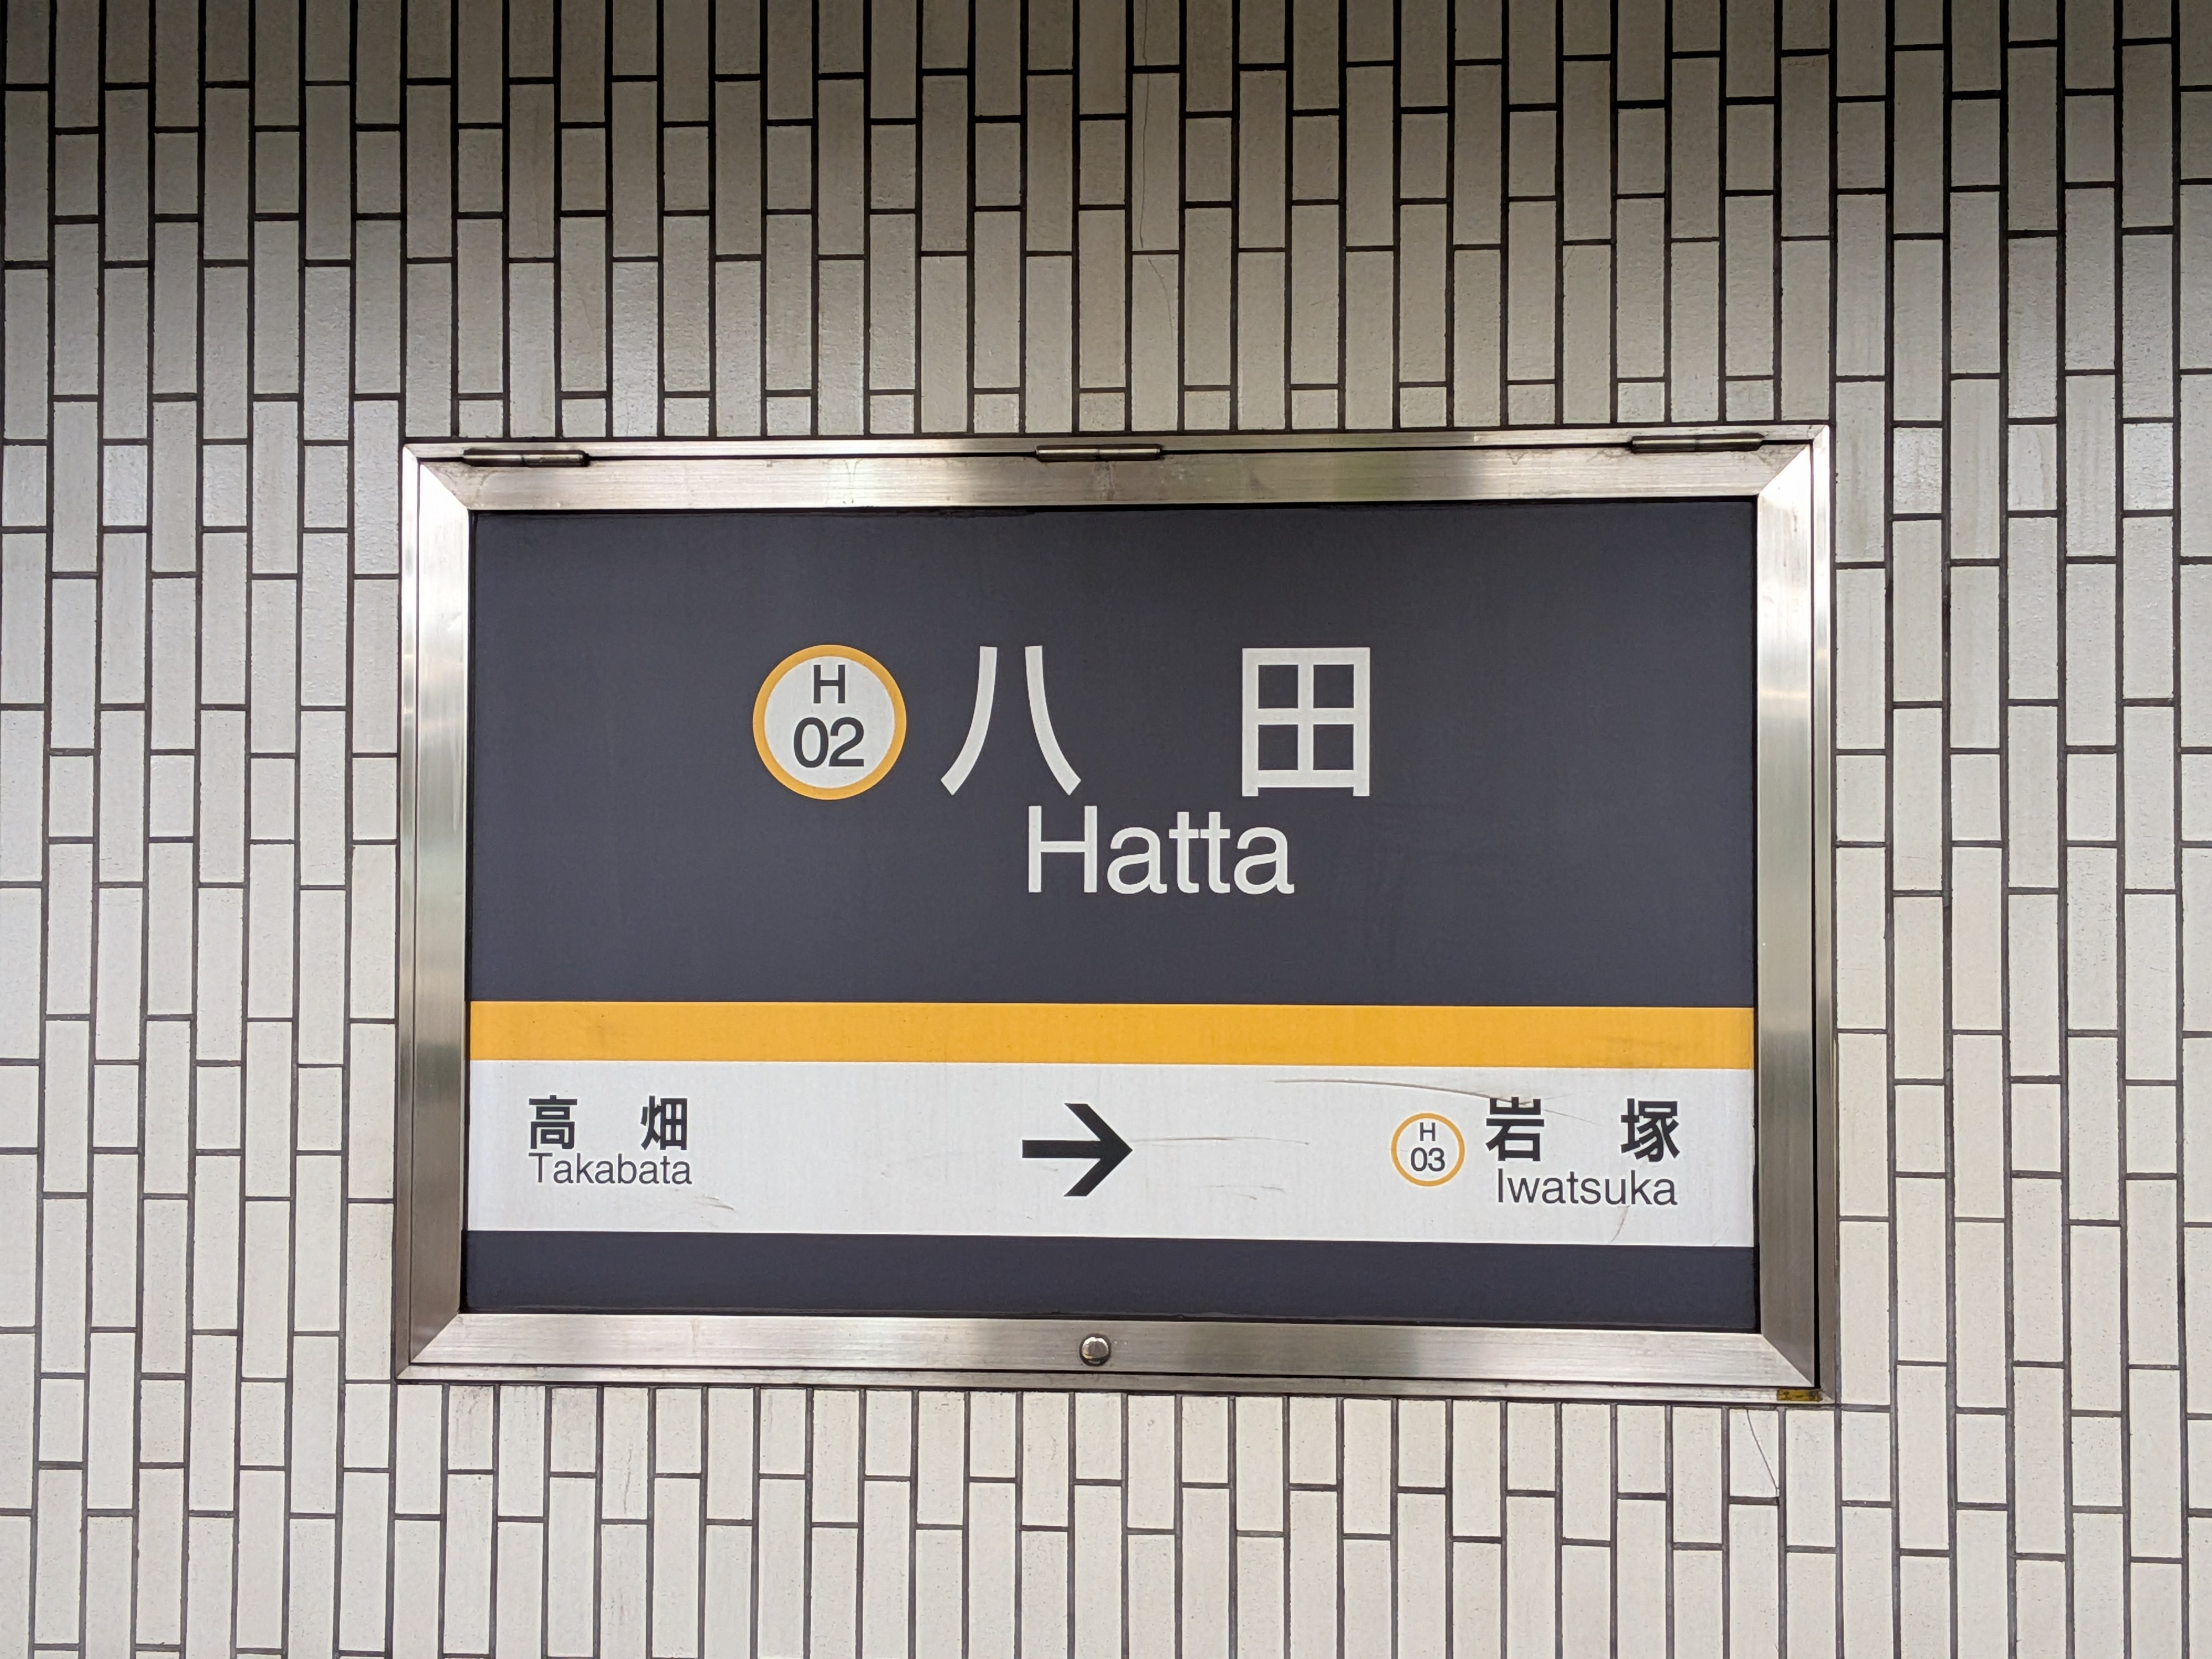 H
02
八 田
Hatta
高 畑
Takabata
→
H
03
岩 塚
Iwatsuka